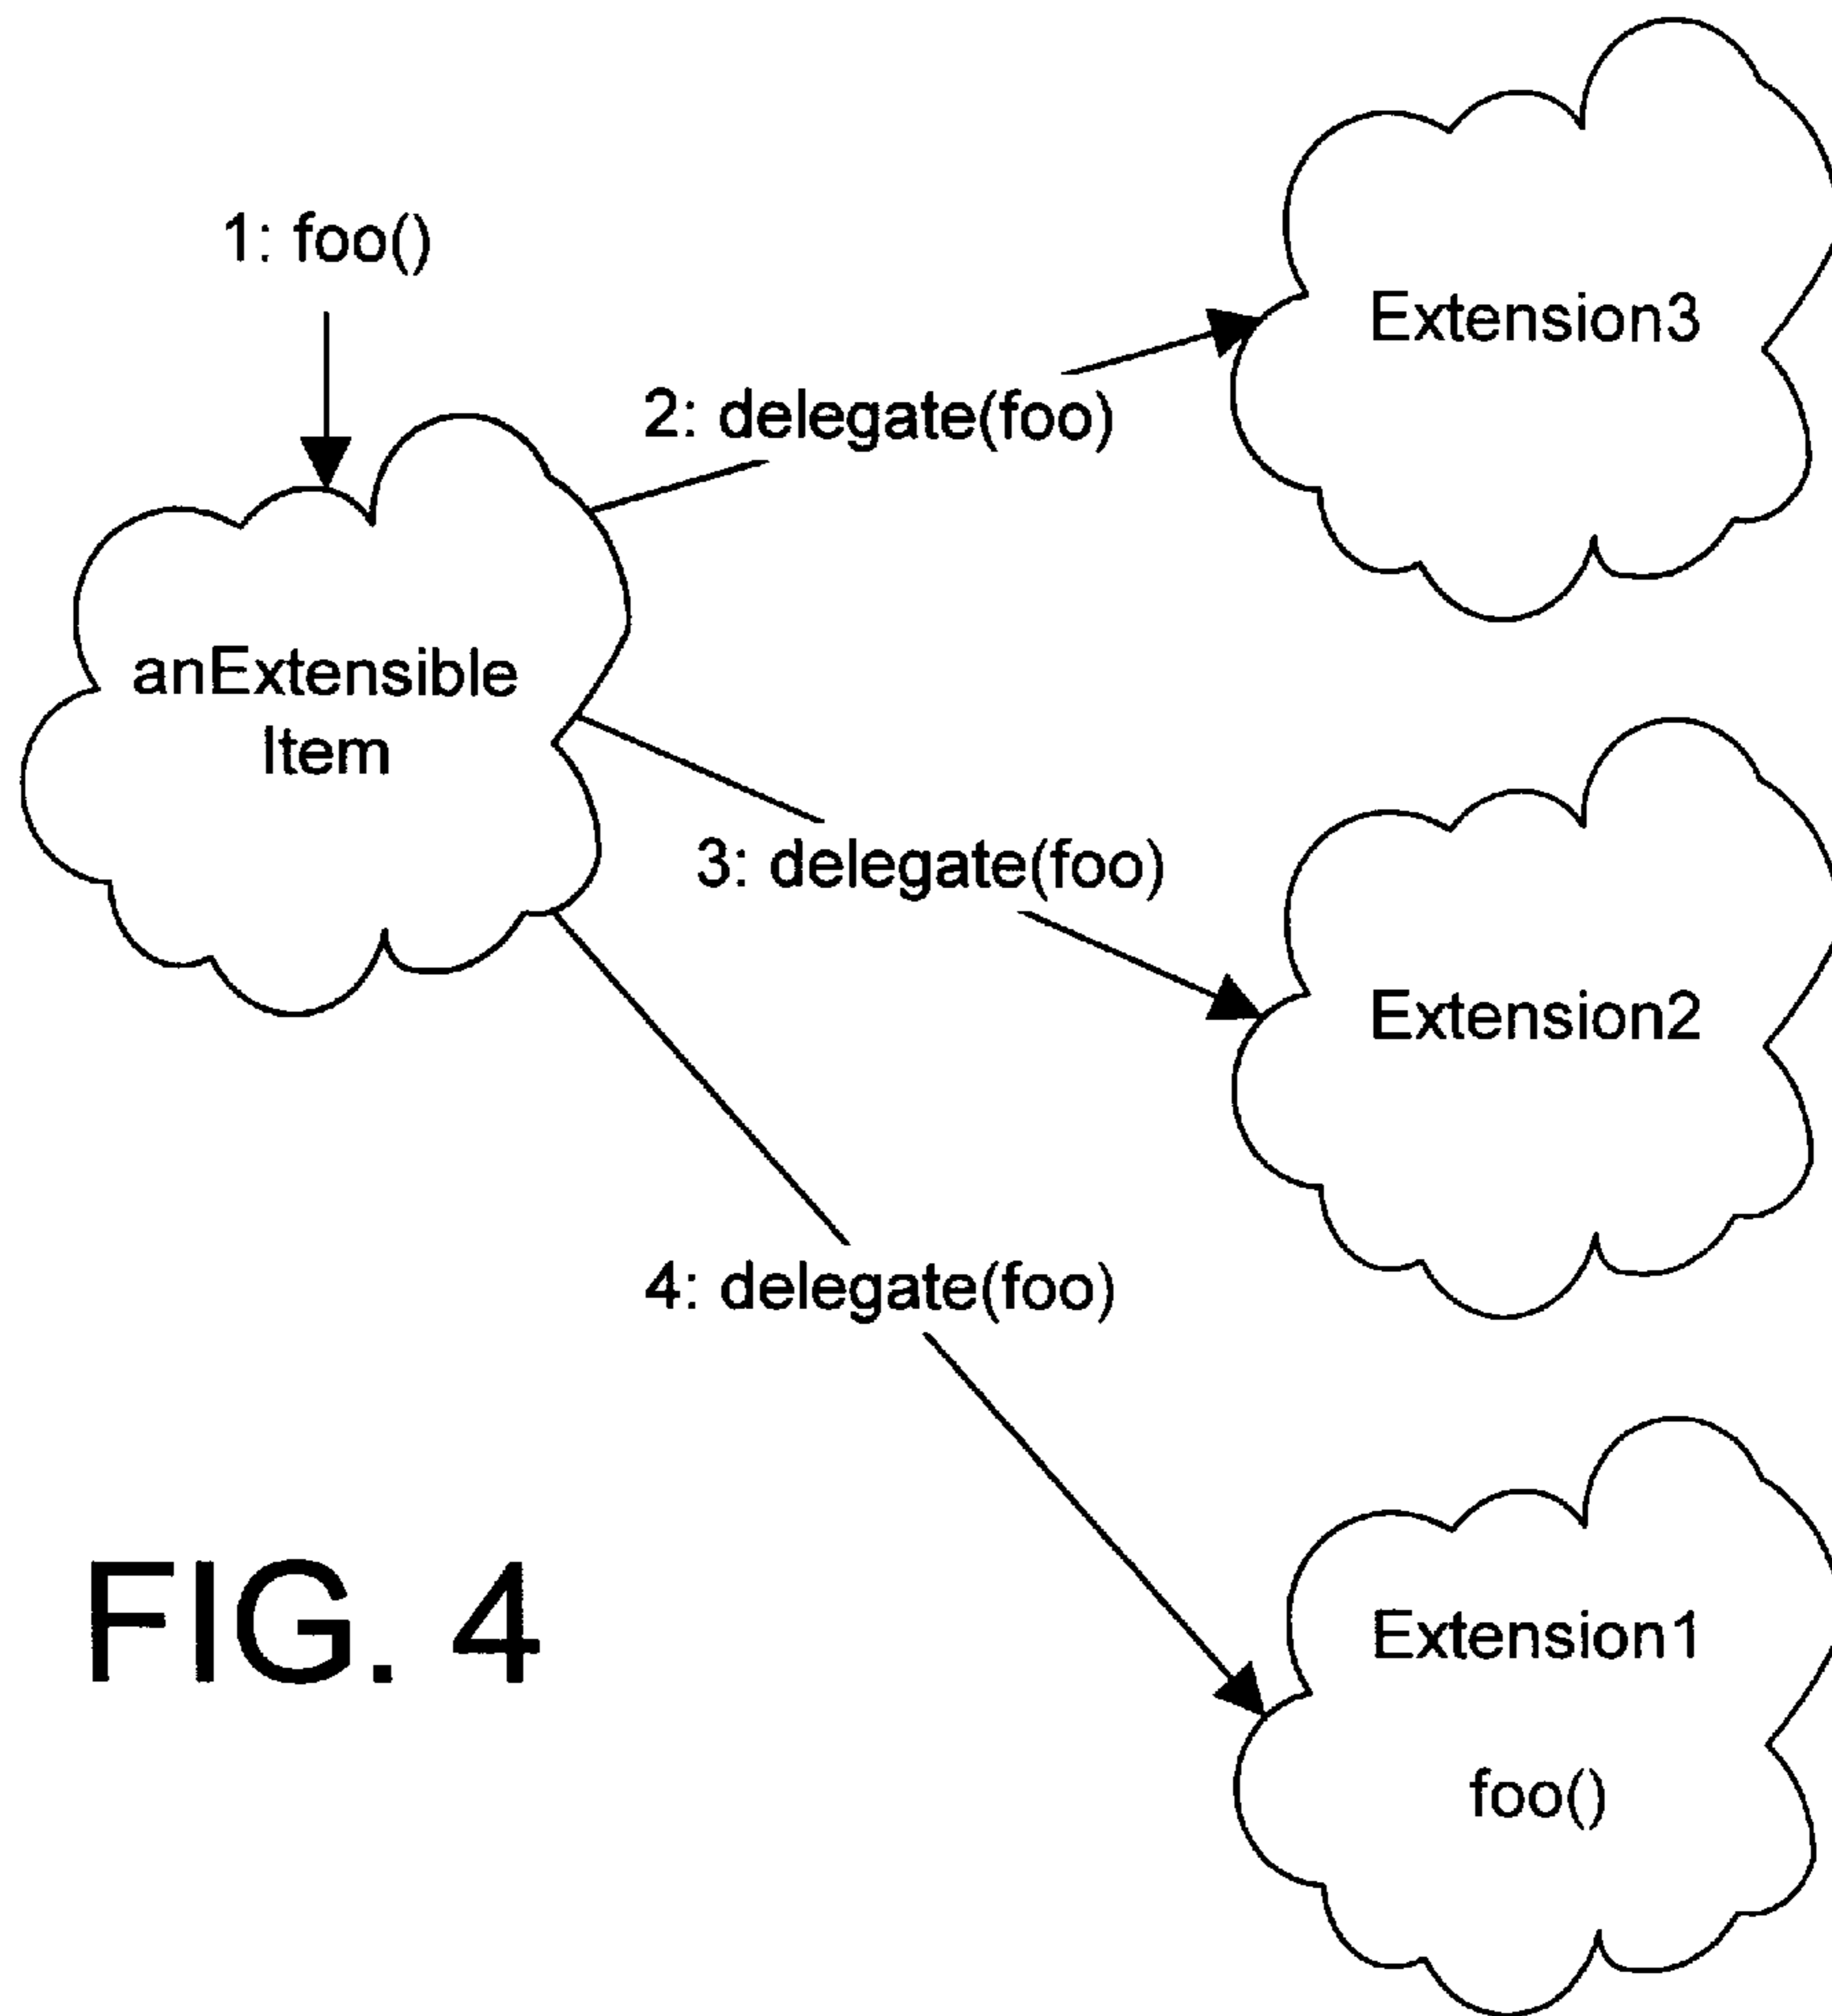 1: foo()
Extension3
2: delegate(foo)
anExtensible
Item
3: delegate(foo)
Extension2
4: delegate(foo)
Extension1
foo()
FIG. 4